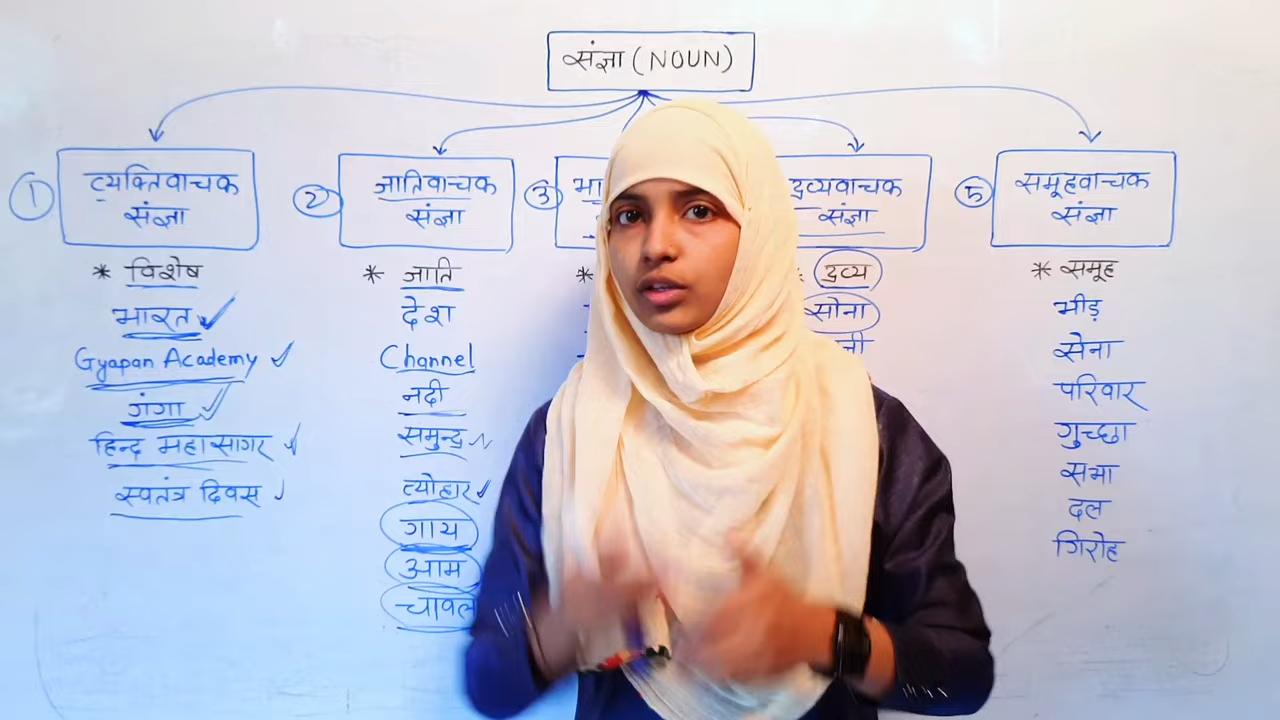 संज्ञा (NOUN)
1
व्यक्तिवाचक
संज्ञा
* विशेष
भारत
Gyapan Academy
गंगा
हिन्द महासागर
स्वतंत्र दिवस
2
जातिवाचक
संज्ञा
* जाति
देश
Channel
नदी
समुन्द्र
त्योहार
गाय
आम
चावल
3
*
द्रव्यवाचक
संज्ञा
द्रव्य
सोना
5
समूहवाचक
संज्ञा
* समूह
भीड़
सेना
परिवार
गुच्छा
सभा
दल
गिरोह